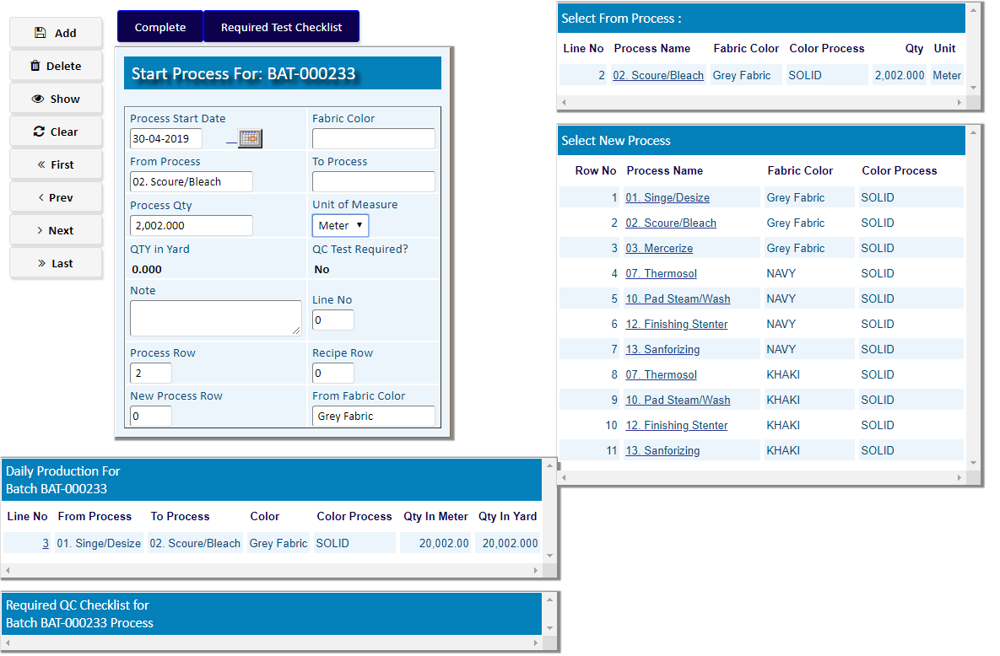 Add
Delete
Show
Clear
First
Prev
Next
Last
Complete
Required Test Checklist
Start Process For: BAT-000233
Process Start Date
Fabric Color
30-04-2019
From Process
To Process
02. Scoure/Bleach
Process Qty
Unit of Measure
2,002.000
Meter
QTY in Yard
QC Test Required?
0.000
No
Note
Line No
0
Process Row
Recipe Row
2
0
New Process Row
From Fabric Color
0
Grey Fabric
Select From Process :
Line No Process Name Fabric Color Color Process Qty Unit
2 02. Scoure/Bleach Grey Fabric SOLID 2,002.000 Meter
Select New Process
Row No Process Name Fabric Color Color Process
1 01. Singe/Desize Grey Fabric SOLID
2 02. Scoure/Bleach Grey Fabric SOLID
3 03. Mercerize Grey Fabric SOLID
4 07. Thermosol NAVY SOLID
5 10. Pad Steam/Wash NAVY SOLID
6 12. Finishing Stenter NAVY SOLID
7 13. Sanforizing NAVY SOLID
8 07. Thermosol KHAKI SOLID
9 10. Pad Steam/Wash KHAKI SOLID
10 12. Finishing Stenter KHAKI SOLID
11 13. Sanforizing KHAKI SOLID
Daily Production For
Batch BAT-000233
Line No From Process To Process Color Color Process Qty In Meter Qty In Yard
3 01. Singe/Desize 02. Scoure/Bleach Grey Fabric SOLID 20,002.00 20,002.000
Required QC Checklist for
Batch BAT-000233 Process